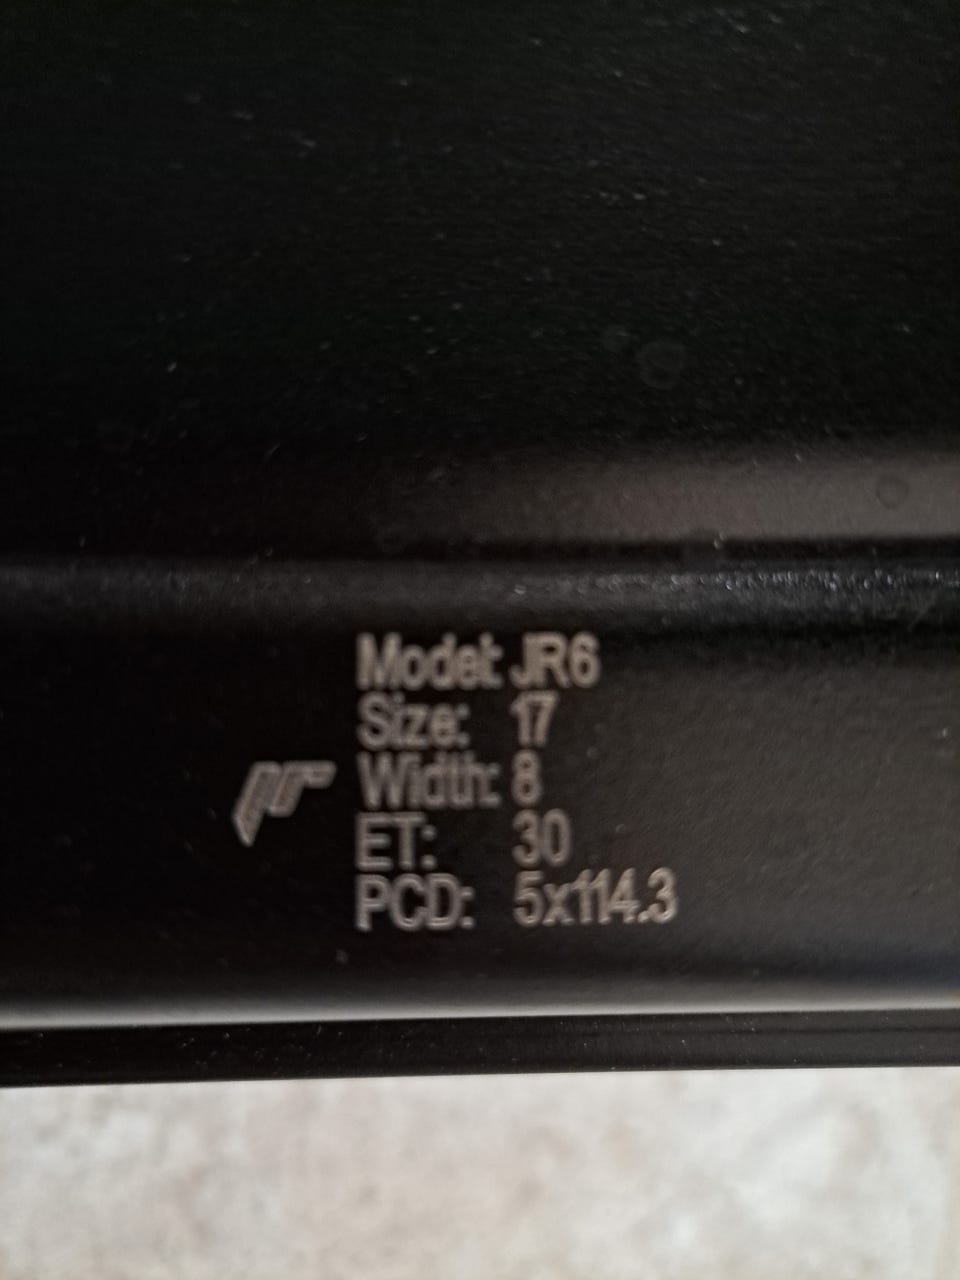 Model: JR6
Size: 17
Width: 8
ET: 30
PCD: 5x114.3